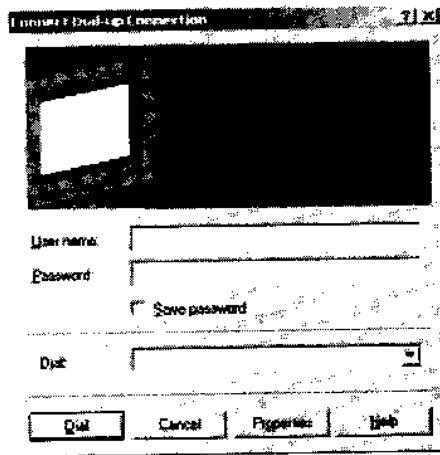 Connect Dial-up Connection ? X
User name:
Password:
Save password
Dial:
Dial Cancel Properties Help